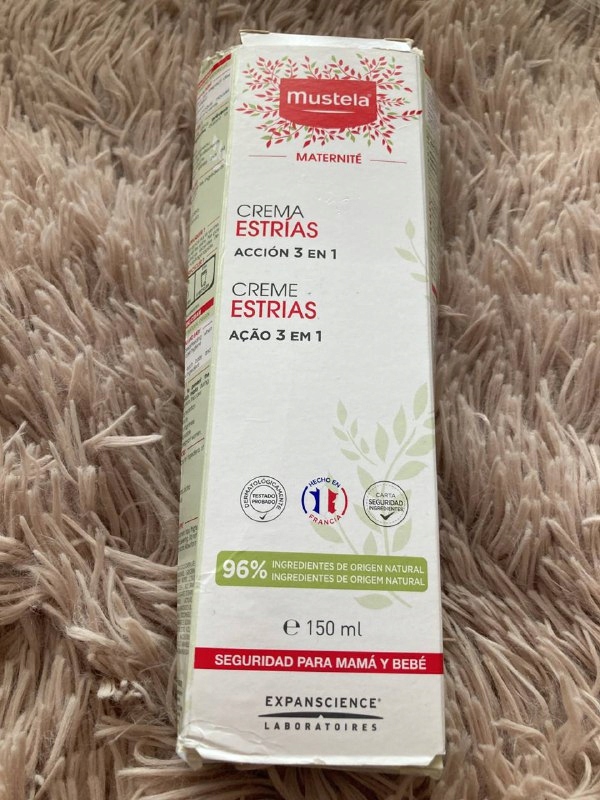 mustela
MATERNITÉ
CREMA
ESTRÍAS
ACCIÓN 3 EN 1
CREME
ESTRIAS
AÇÃO 3 EM 1
DERMATOLÓGICAMENTE
TESTADO
PROBADO
HECHO EN
FRANCIA
CARTA
SEGURIDAD
INGREDIENTES
96% INGREDIENTES DE ORIGEN NATURAL
INGREDIENTES DE ORIGEM NATURAL
e 150 ml
SEGURIDAD PARA MAMÁ Y BEBÉ
EXPANSCIENCE®
LABORATOIRES